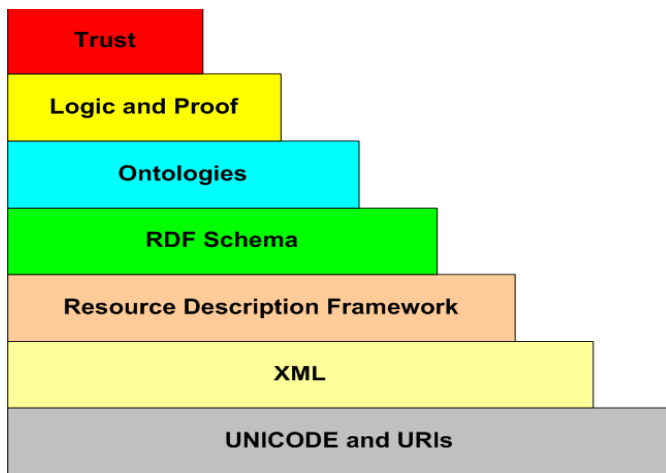 Trust
Logic and Proof
Ontologies
RDF Schema
Resource Description Framework
XML
UNICODE and URIs